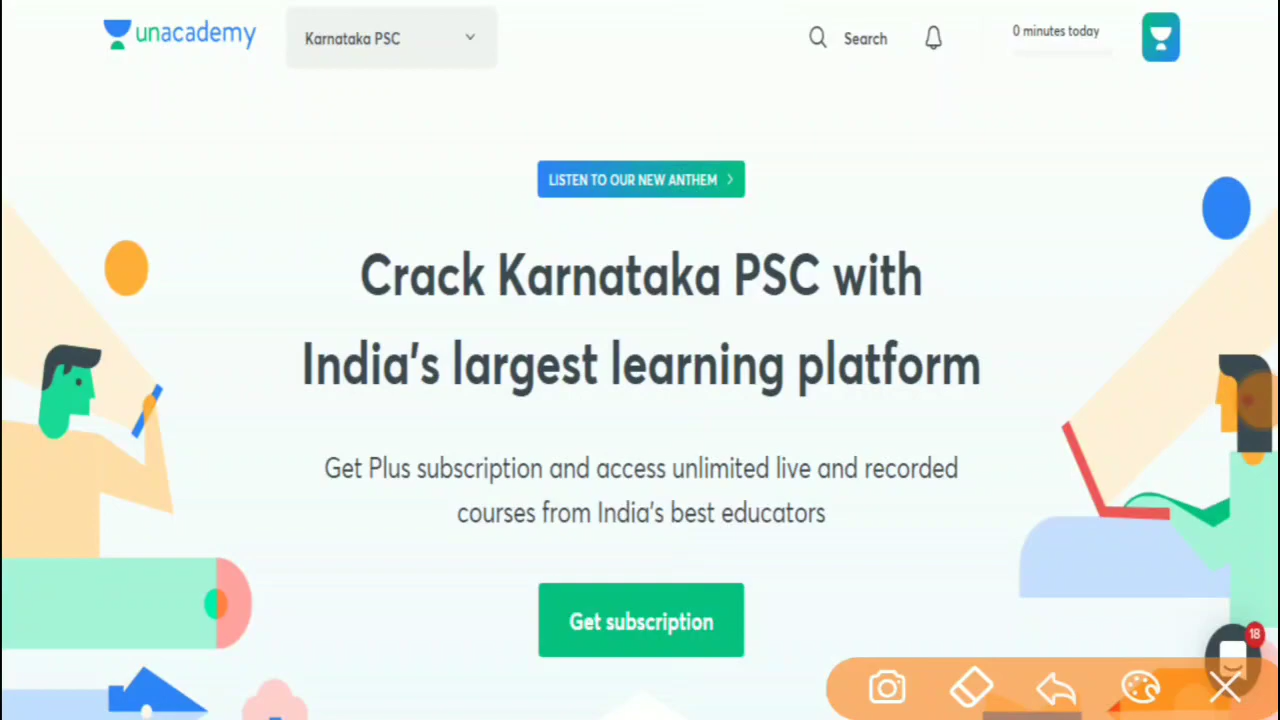 unacademy
Karnataka PSC
Search
0 minutes today
LISTEN TO OUR NEW ANTHEM
Crack Karnataka PSC with
India's largest learning platform
Get Plus subscription and access unlimited live and recorded
courses from India's best educators
Get subscription
18